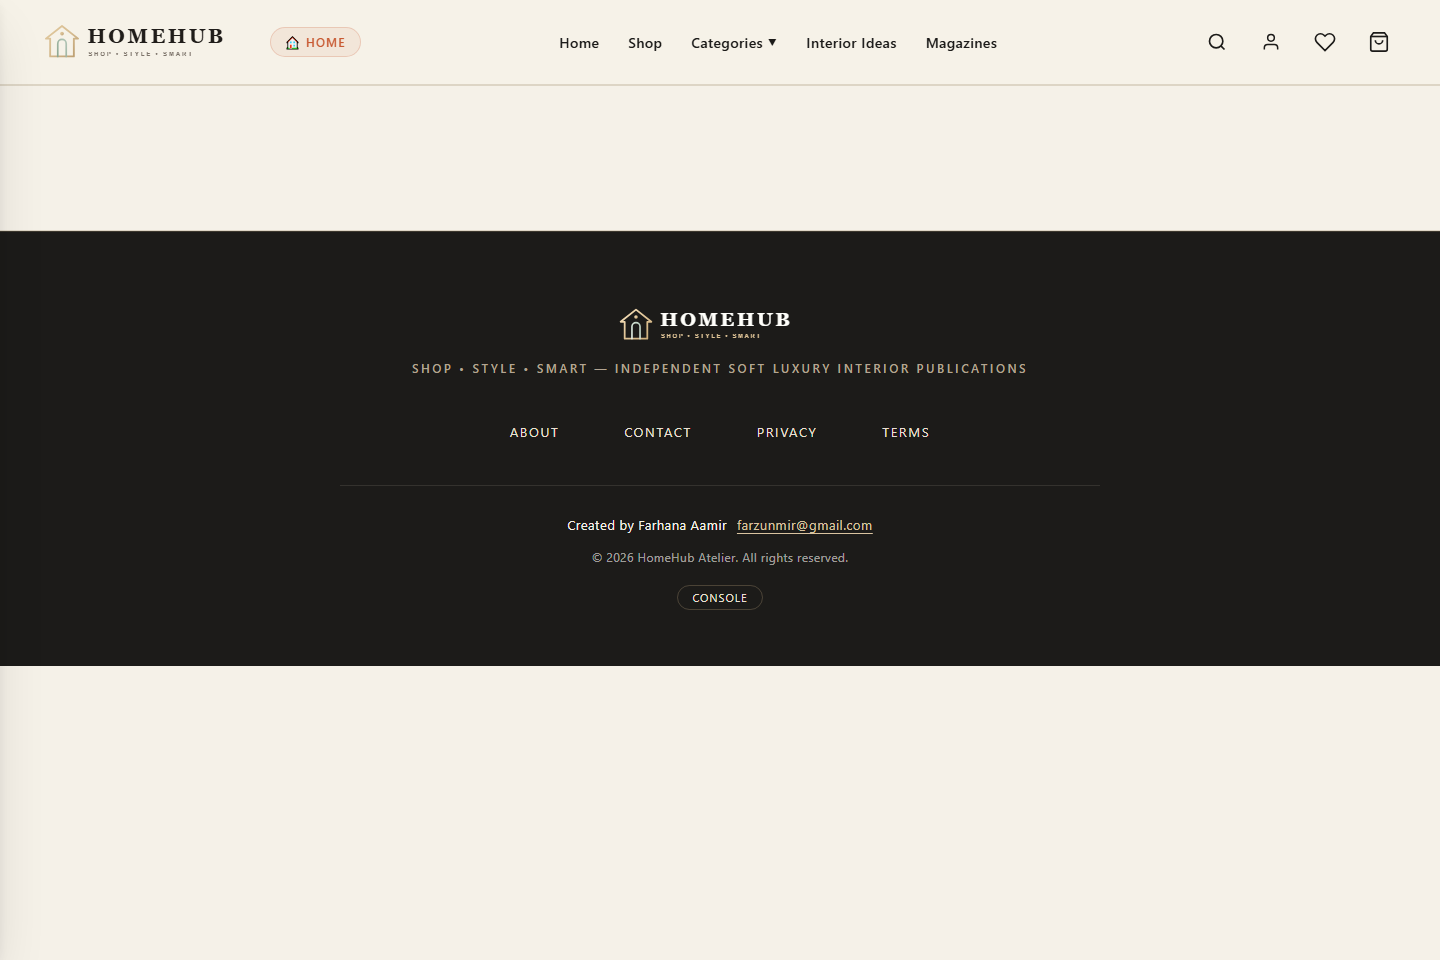 HOMEHUB
SHOP • STYLE • SMART
HOME
Home Shop Categories ▼ Interior Ideas Magazines
HOMEHUB
SHOP • STYLE • SMART
SHOP • STYLE • SMART — INDEPENDENT SOFT LUXURY INTERIOR PUBLICATIONS
ABOUT CONTACT PRIVACY TERMS
Created by Farhana Aamir farzunmir@gmail.com
© 2026 HomeHub Atelier. All rights reserved.
CONSOLE